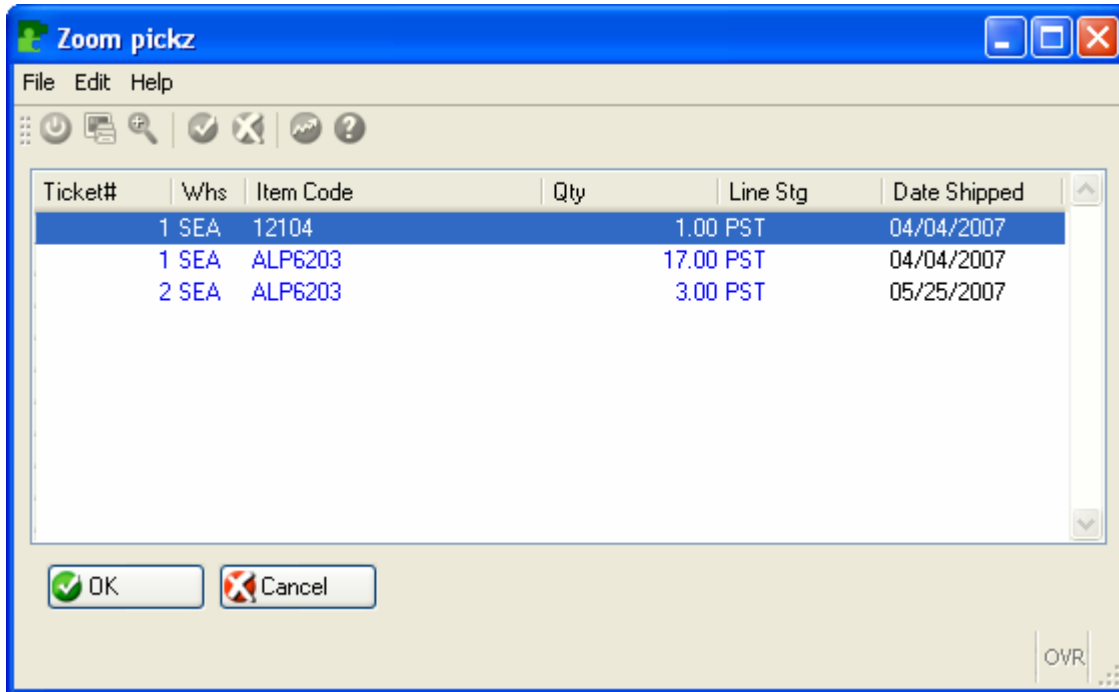 Zoom pickz
File Edit Help
Ticket# Whs Item Code Qty Line Stg Date Shipped
1 SEA 12104 1.00 PST 04/04/2007
1 SEA ALP6203 17.00 PST 04/04/2007
2 SEA ALP6203 3.00 PST 05/25/2007
OK Cancel
OVR